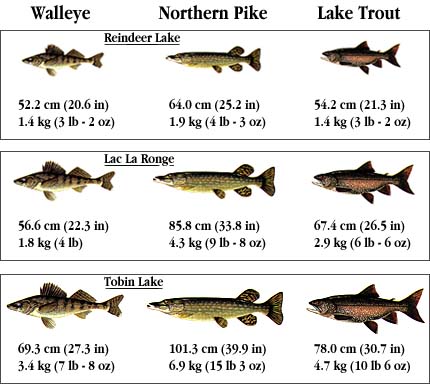 Walleye Northern Pike Lake Trout
Reindeer Lake
52.2 cm (20.6 in) 64.0 cm (25.2 in) 54.2 cm (21.3 in)
1.4 kg (3 lb - 2 oz) 1.9 kg (4 lb - 3 oz) 1.4 kg (3 lb - 2 oz)
Lac La Ronge
56.6 cm (22.3 in) 85.8 cm (33.8 in) 67.4 cm (26.5 in)
1.8 kg (4 lb) 4.3 kg (9 lb - 8 oz) 2.9 kg (6 lb - 6 oz)
Tobin Lake
69.3 cm (27.3 in) 101.3 cm (39.9 in) 78.0 cm (30.7 in)
3.4 kg (7 lb - 8 oz) 6.9 kg (15 lb 3 oz) 4.7 kg (10 lb 6 oz)